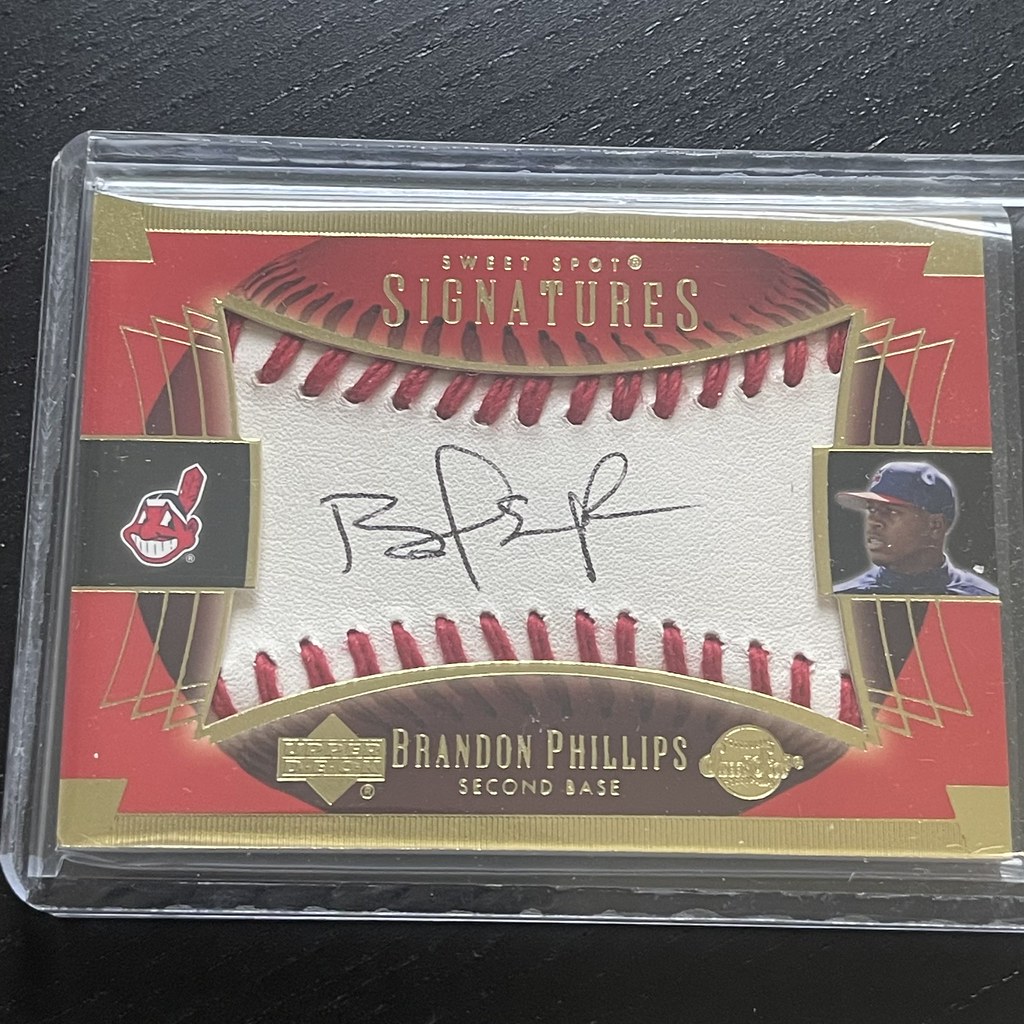 SWEET SPOT®
SIGNATURES
UPPER
DECK
®
BRANDON PHILLIPS
SECOND BASE
®